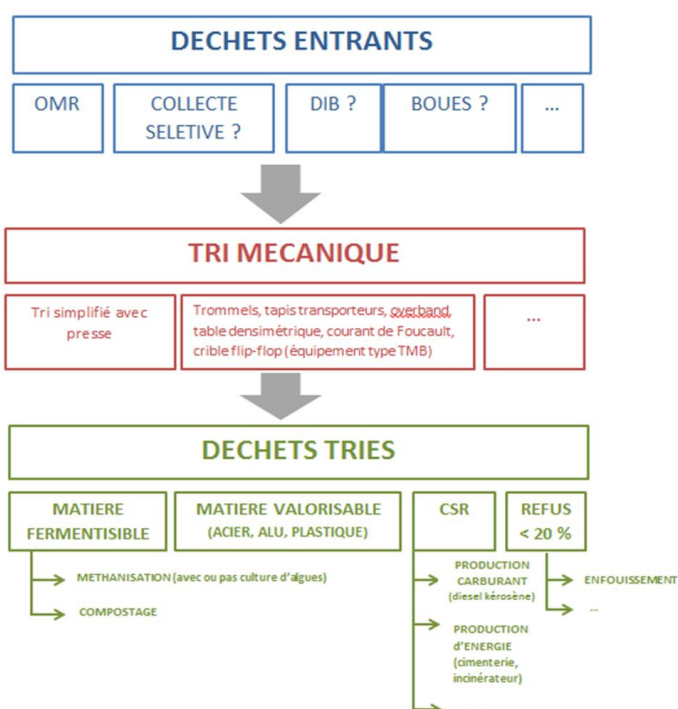 DECHETS ENTRANTS
OMR
COLLECTE
SELETIVE ?
DIB ?
BOUES ?
...
TRI MECANIQUE
Tri simplifié avec
presse
Trommels, tapis transporteurs, overband,
table densimétrique, courant de Foucault,
crible flip-flop (équipement type TMB)
...
DECHETS TRIES
MATIERE
FERMENTISIBLE
MATIERE VALORISABLE
(ACIER, ALU, PLASTIQUE)
CSR
REFUS
< 20 %
METHANISATION (avec ou pas culture d'algues)
COMPOSTAGE
PRODUCTION
CARBURANT
(diesel kérosène)
PRODUCTION
d'ENERGIE
(cimenterie,
incinérateur)
ENFOUISSEMENT
...